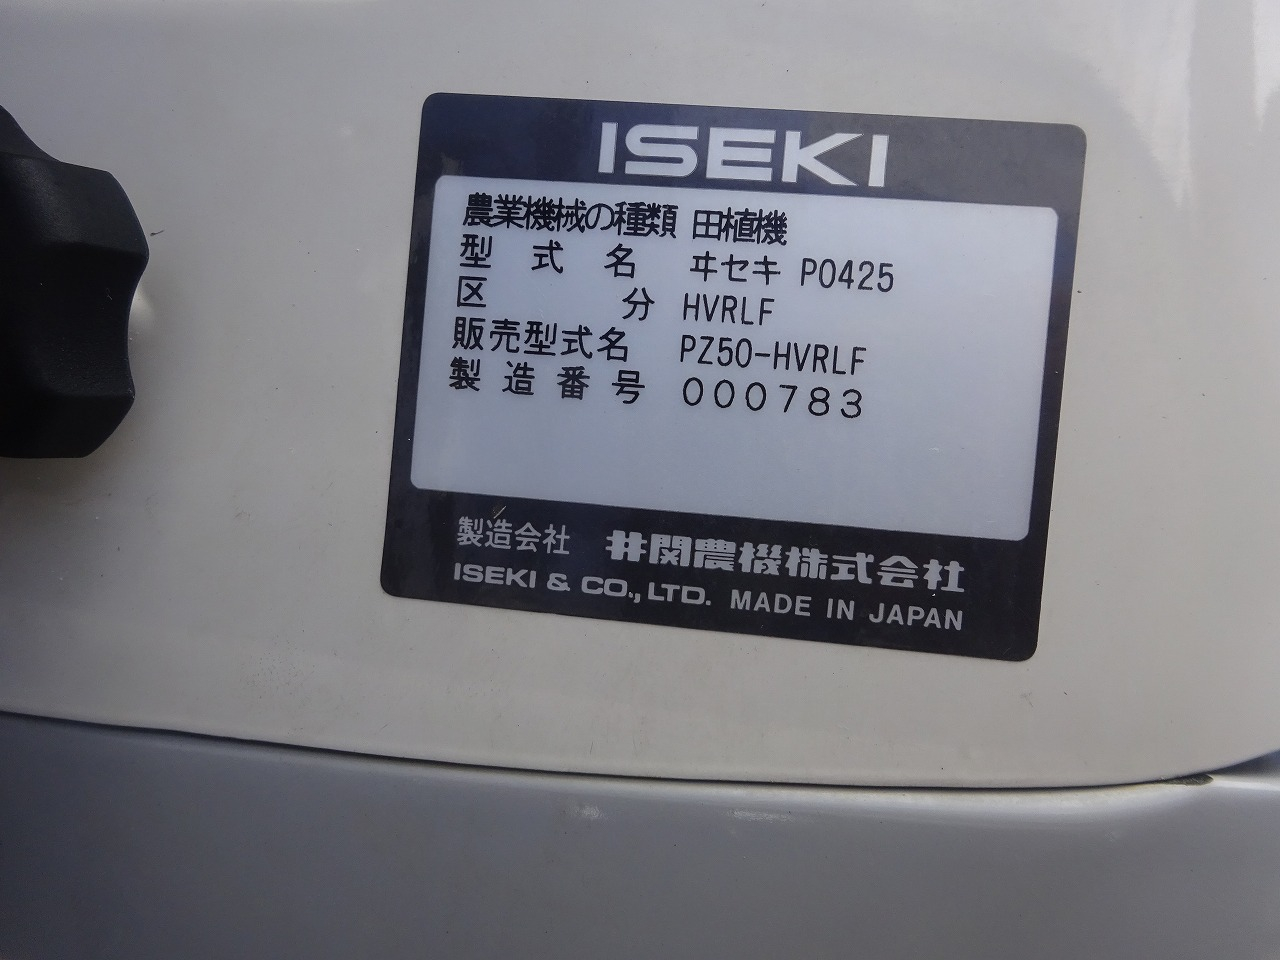 ISEKI
農業機械の種類 田植機
型式名 ヰセキ P0425
区分 HVRLF
販売型式名 PZ50-HVRLF
製造番号 000783
製造会社 井関農機株式会社
ISEKI & CO., LTD. MADE IN JAPAN